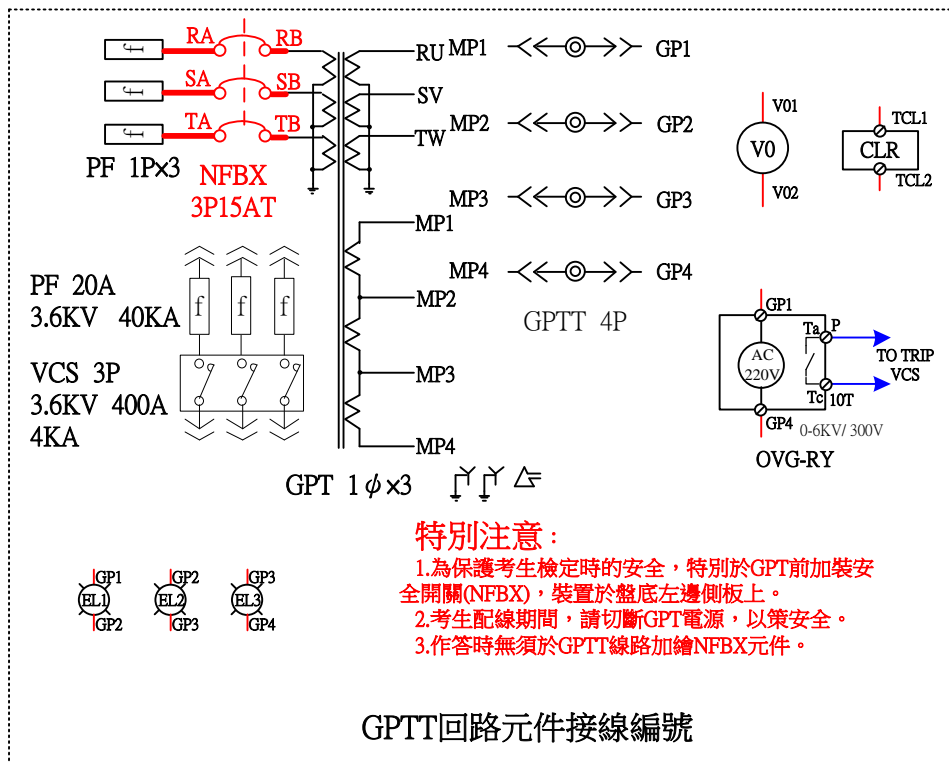 f RA RB RU MP1 GP1
f SA SB SV
f TA TB TW MP2 GP2
PF 1P×3
NFBX
3P15AT
MP3 GP3
MP4 GP4
GPTT 4P
V01
V0
V02
TCL1
CLR
TCL2
MP1
MP2
MP3
MP4
PF 20A
3.6KV 40KA
f f f
VCS 3P
3.6KV 400A
4KA
GPT 1φ×3
GP1
Ta P
AC
220V
TO TRIP
VCS
Tc 10T
GP4
0-6KV/ 300V
OVG-RY
特別注意:
1.為保護考生檢定時的安全,特別於GPT前加裝安
全開關(NFBX),裝置於盤底左邊側板上。
2.考生配線期間,請切斷GPT電源,以策安全。
3.作答時無須於GPTT線路加繪NFBX元件。
GP1 GP2 GP3
EL1 EL2 EL3
GP2 GP3 GP4
GPTT回路元件接線編號